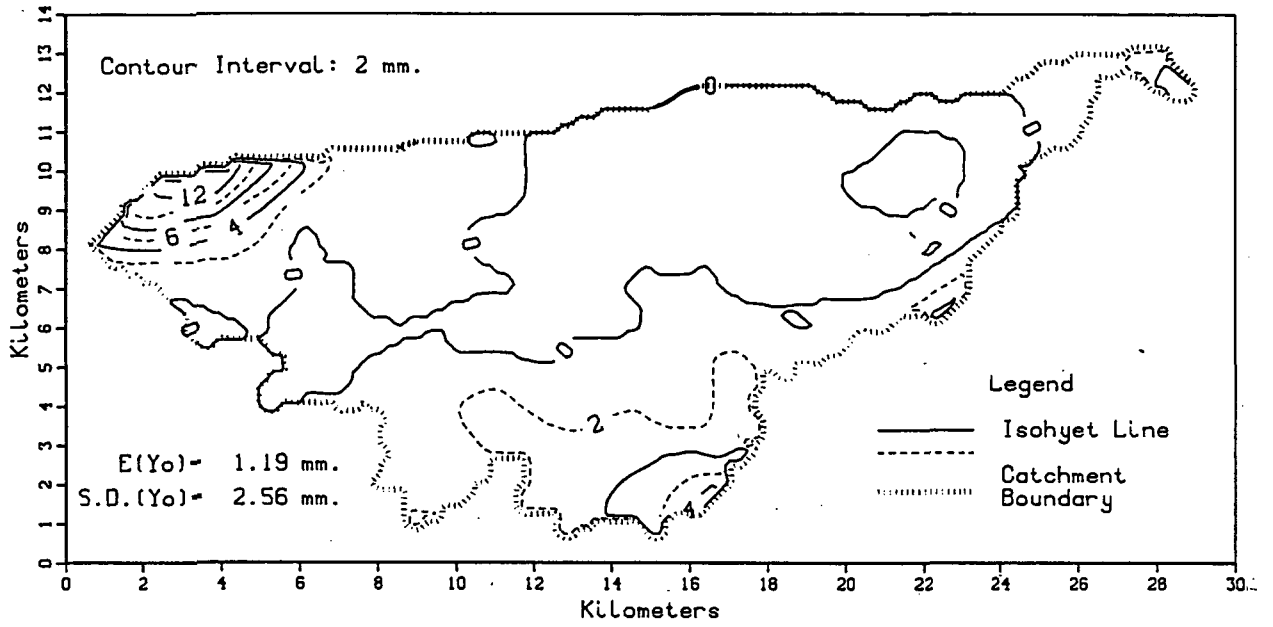 14
13
12
11
10
9
8
7
6
5
4
3
2
1
0
Kilometers
Contour Interval: 2 mm.
0
0
0
0
0
0
0
12
6
4
2
4
E(Yo)= 1.19 mm.
S.D.(Yo)= 2.56 mm.
Legend
Isohyet Line
Catchment
Boundary
0 2 4 6 8 10 12 14 16 18 20 22 24 26 28 30
Kilometers